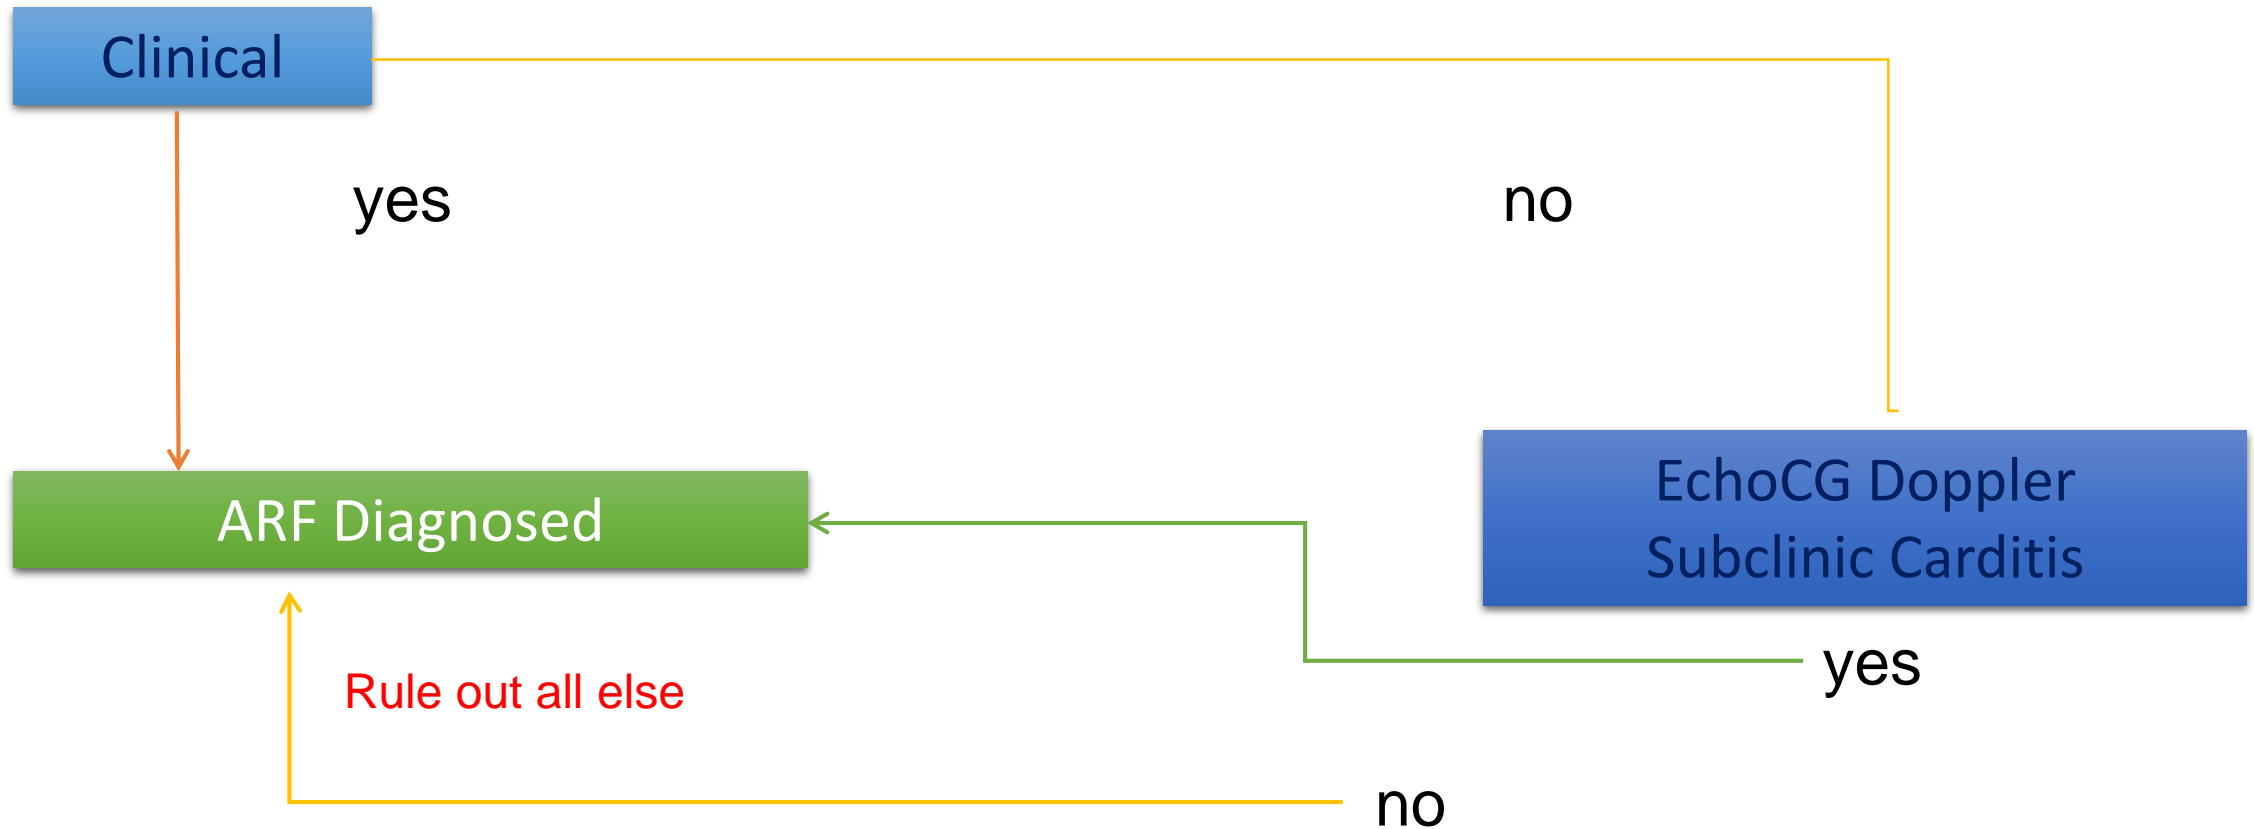 Clinical
yes
no
ARF Diagnosed
EchoCG Doppler
Subclinic Carditis
yes
Rule out all else
no